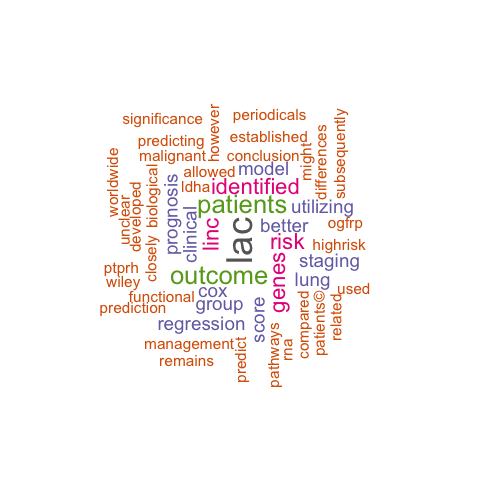 significance
however
periodicals
predicting
established
might
differences
subsequently
malignant
conclusion
worldwide
unclear
developed
biological
closely
allowed
model
ldha
identified
prognosis
clinical
linc
patients
utilizing
better
ogfrp
lac
risk
highrisk
genes
staging
outcome
lung
ptprh
wiley
prediction
functional
cox
group
score
used
regression
management
remains
predict
pathways
rna
compared
patients©
related